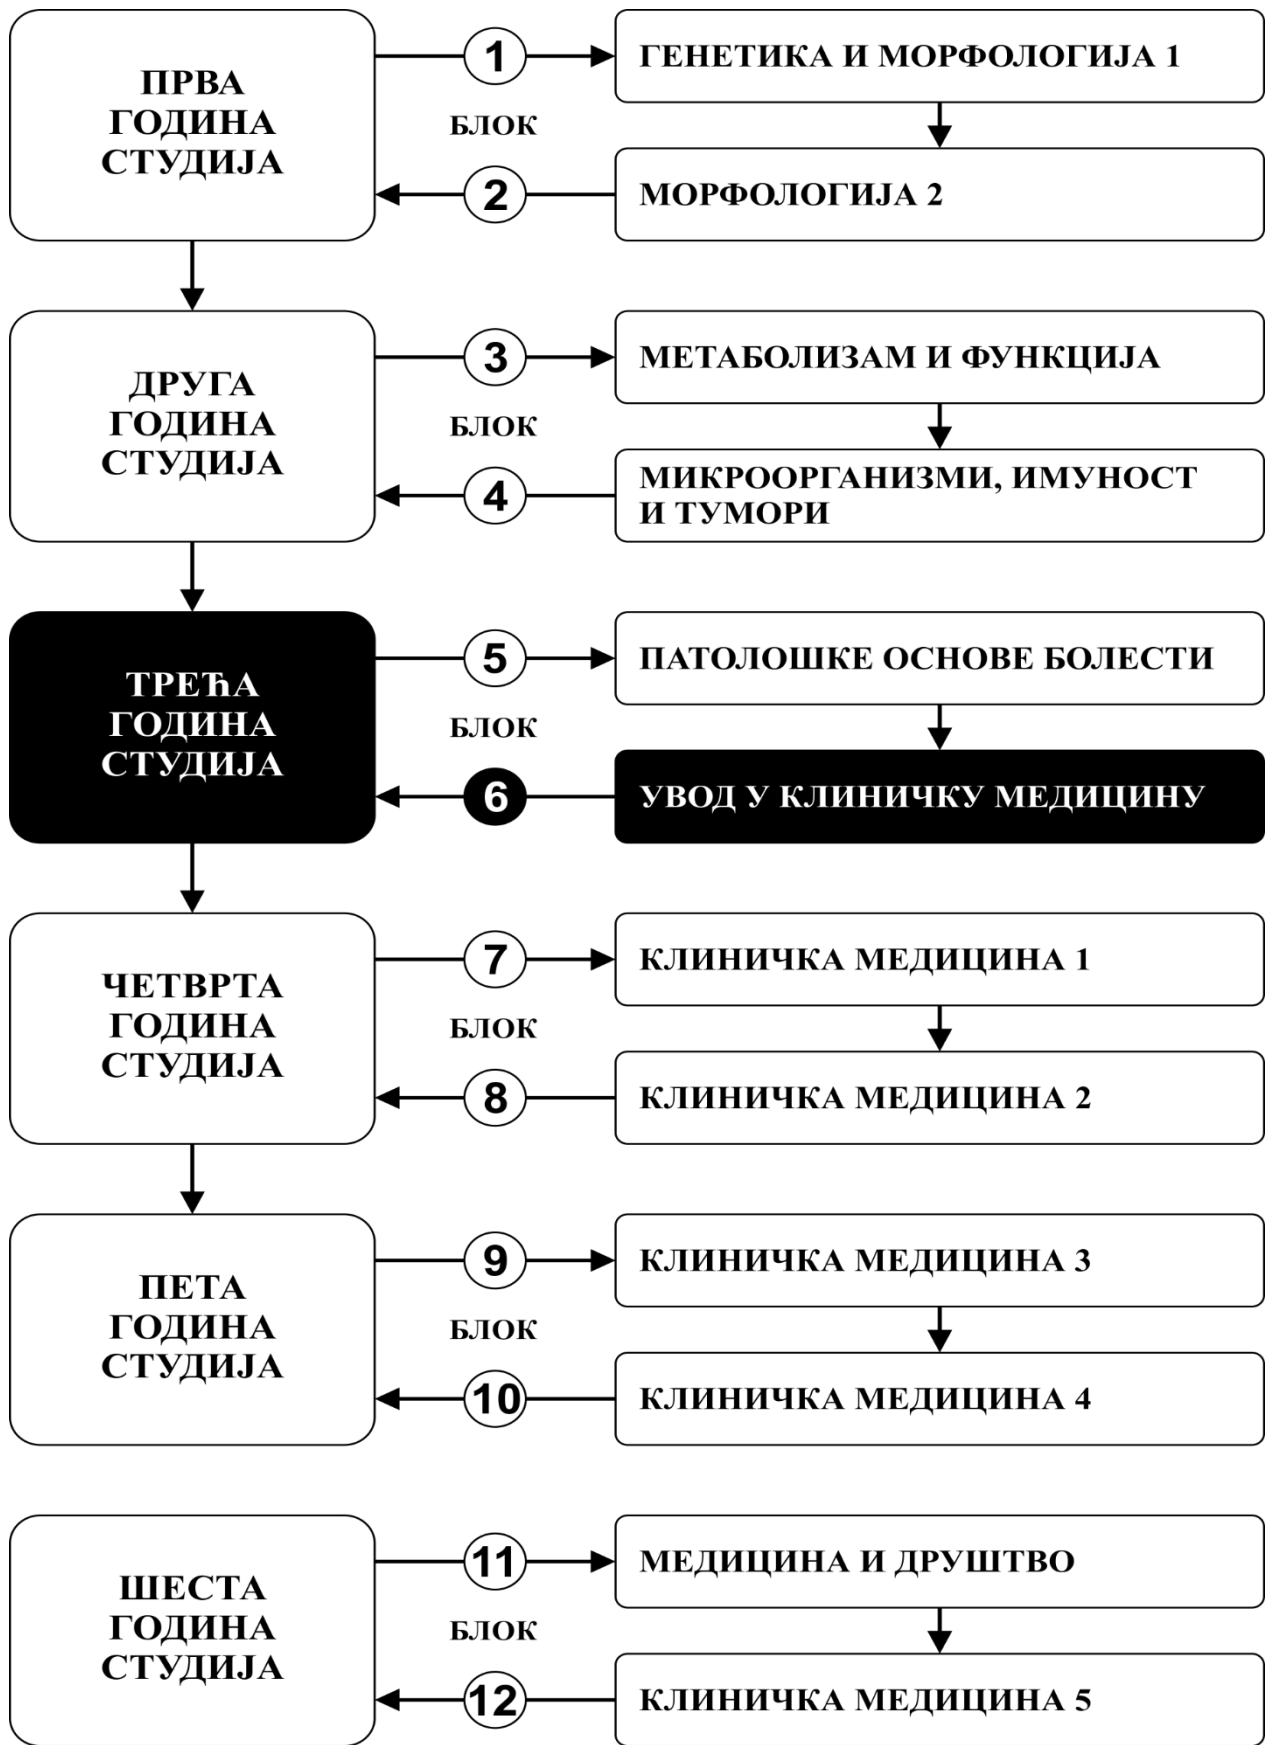 ПРВА
ГОДИНА
СТУДИЈА
1
БЛОК
2
ГЕНЕТИКА И МОРФОЛОГИЈА 1
МОРФОЛОГИЈА 2
ДРУГА
ГОДИНА
СТУДИЈА
3
БЛОК
4
МЕТАБОЛИЗАМ И ФУНКЦИЈА
МИКРООРГАНИЗМИ, ИМУНОСТ
И ТУМОРИ
ТРЕЋА
ГОДИНА
СТУДИЈА
5
БЛОК
6
ПАТОЛОШКЕ ОСНОВЕ БОЛЕСТИ
УВОД У КЛИНИЧКУ МЕДИЦИНУ
ЧЕТВРТА
ГОДИНА
СТУДИЈА
7
БЛОК
8
КЛИНИЧКА МЕДИЦИНА 1
КЛИНИЧКА МЕДИЦИНА 2
ПЕТА
ГОДИНА
СТУДИЈА
9
БЛОК
10
КЛИНИЧКА МЕДИЦИНА 3
КЛИНИЧКА МЕДИЦИНА 4
ШЕСТА
ГОДИНА
СТУДИЈА
11
БЛОК
12
МЕДИЦИНА И ДРУШТВО
КЛИНИЧКА МЕДИЦИНА 5